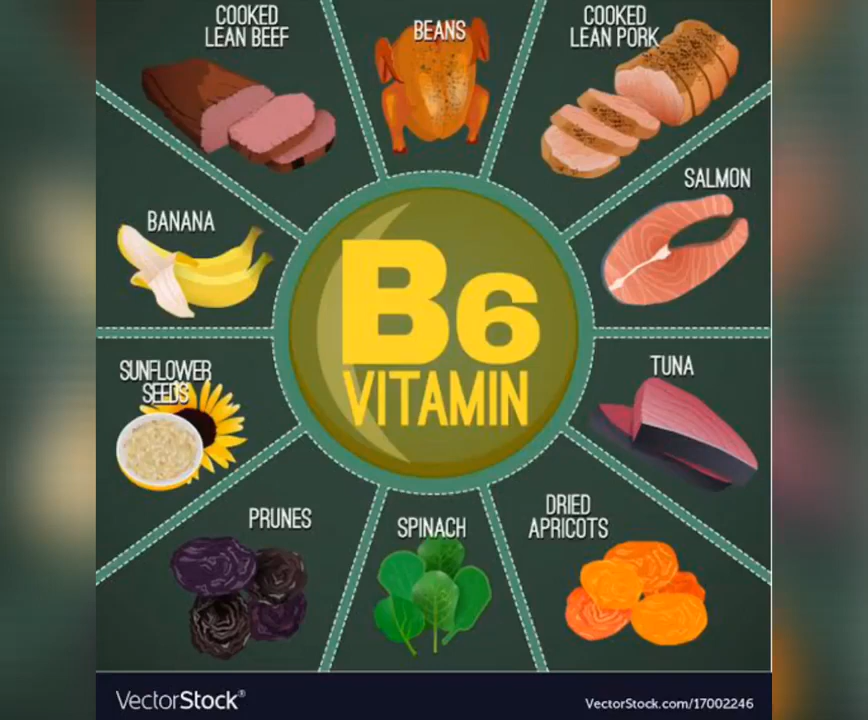 COOKED
LEAN BEEF
BEANS
COOKED
LEAN PORK
BANANA
SALMON
B6
VITAMIN
SUNFLOWER
SEEDS
TUNA
PRUNES
SPINACH
DRIED
APRICOTS
VectorStock®
VectorStock.com/17002246